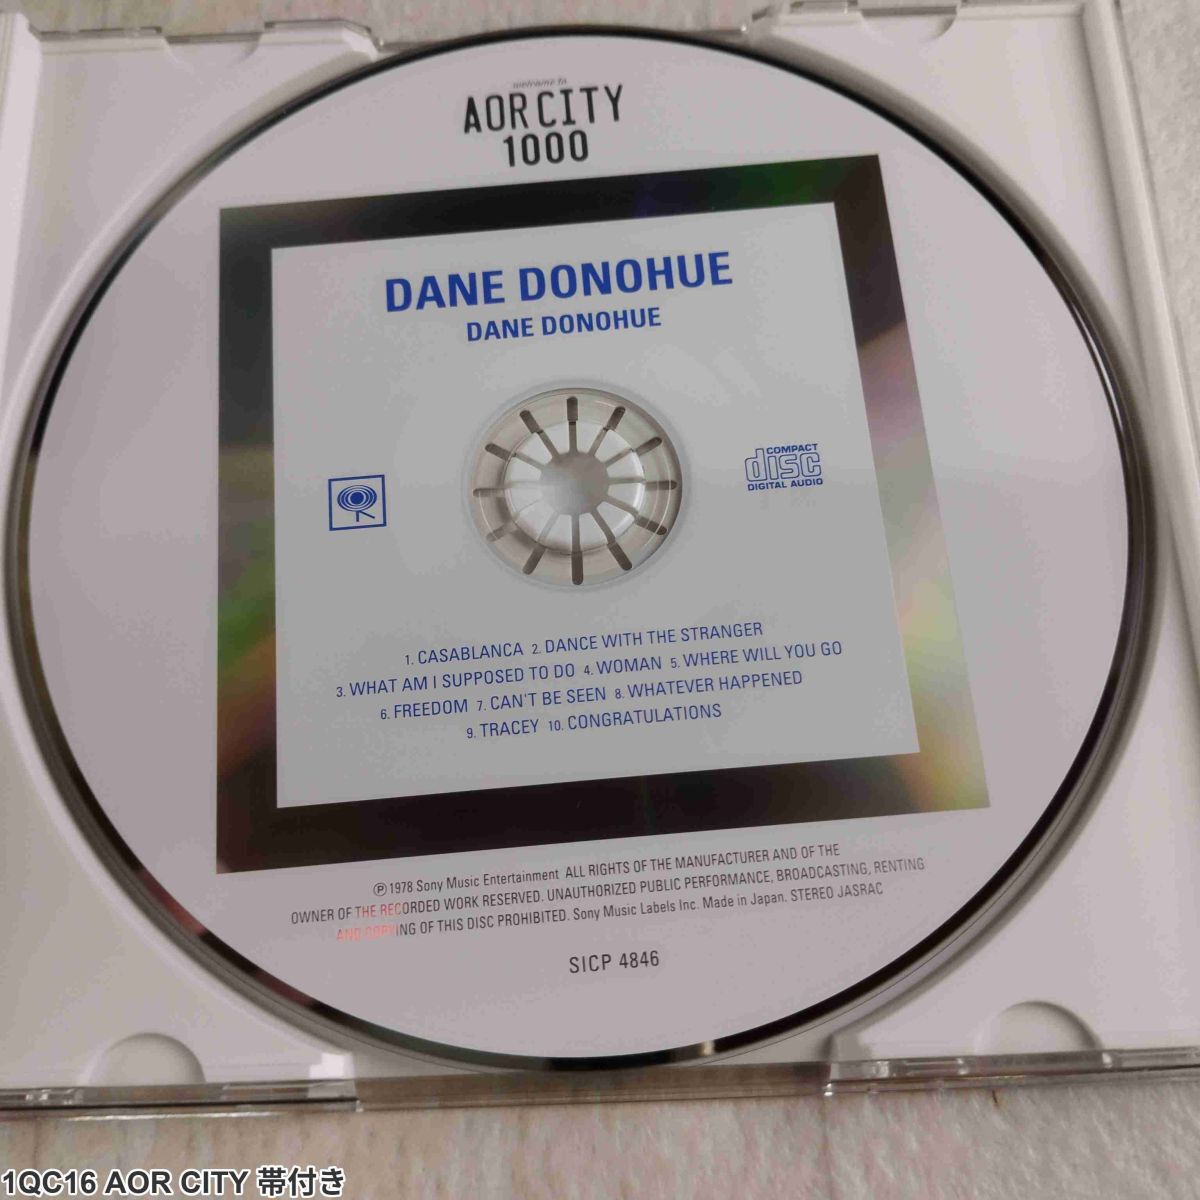 welcome to
AOR CITY
1000
DANE DONOHUE
DANE DONOHUE
COMPACT
disc
DIGITAL AUDIO
1. CASABLANCA 2. DANCE WITH THE STRANGER
3. WHAT AM I SUPPOSED TO DO 4. WOMAN 5. WHERE WILL YOU GO
6. FREEDOM 7. CAN'T BE SEEN 8. WHATEVER HAPPENED
9. TRACEY 10. CONGRATULATIONS
℗ 1978 Sony Music Entertainment ALL RIGHTS OF THE MANUFACTURER AND OF THE
OWNER OF THE RECORDED WORK RESERVED. UNAUTHORIZED PUBLIC PERFORMANCE, BROADCASTING, RENTING
AND COPYING OF THIS DISC PROHIBITED. Sony Music Labels Inc. Made in Japan. STEREO JASRAC
SICP 4846
1QC16 AOR CITY 帯付き